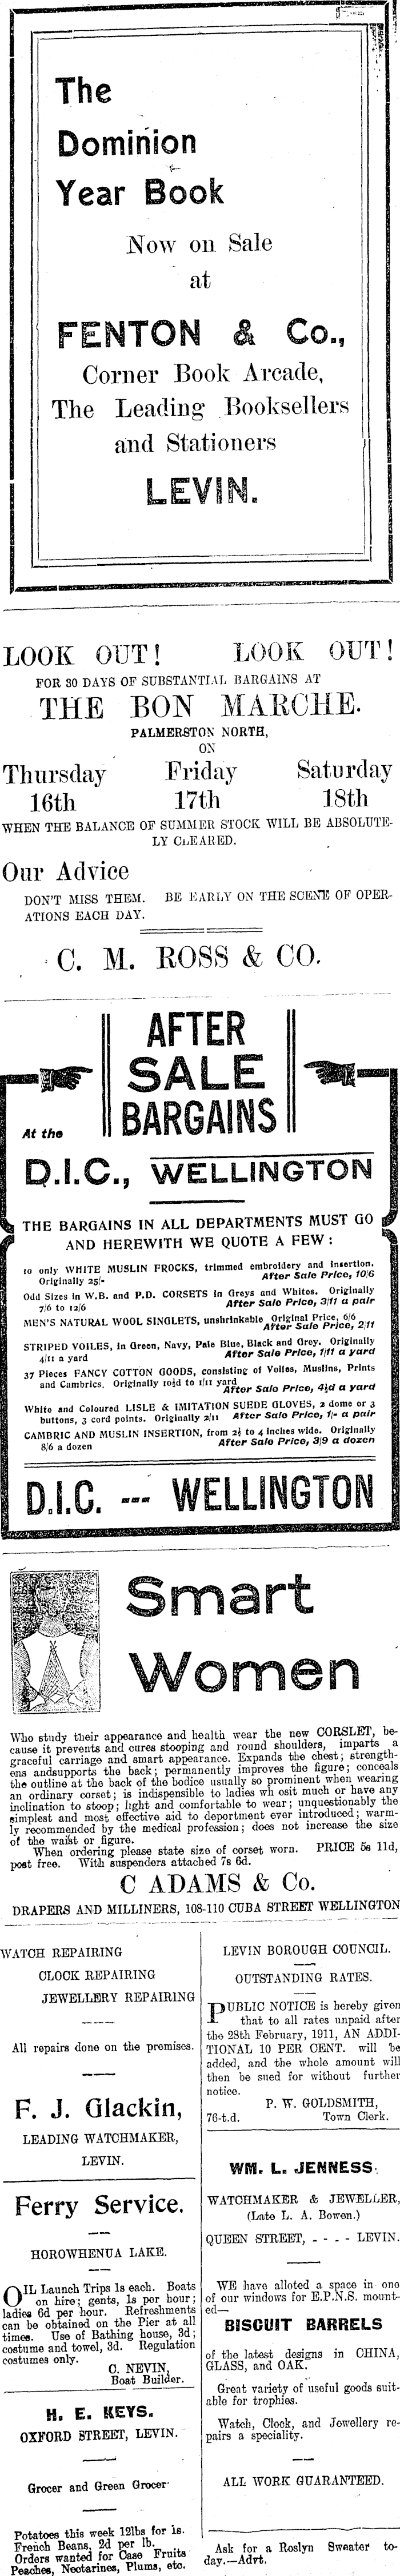 The
Dominion
Year Book
Now on Sale
at
FENTON & Co.,
Corner Book Arcade,
The Leading Booksellers
and Stationers
LEVIN.
LOOK OUT! LOOK OUT!
FOR 30 DAYS OF SUBSTANTIAL BARGAINS AT
THE BON MARCHE.
PALMERSTON NORTH,
ON
Thursday Friday Saturday
16th 17th 18th
WHEN THE BALANCE OF SUMMER STOCK WILL BE ABSOLUTE-
LY CLEARED.
Our Advice
DON'T MISS THEM. BE EARLY ON THE SCENE OF OPER-
ATIONS EACH DAY.
C. M. ROSS & CO.
AFTER
SALE
BARGAINS
At the
D.I.C., WELLINGTON
THE BARGAINS IN ALL DEPARTMENTS MUST GO
AND HEREWITH WE QUOTE A FEW:
10 only WHITE MUSLIN FROCKS, trimmed embroidery and insertion.
Originally 25/- After Sale Price, 10/6
Odd Sizes in W.B. and P.D. CORSETS in Greys and Whites. Originally
7/6 to 12/6 After Sale Price, 3/11 a pair
MEN'S NATURAL WOOL SINGLETS, unshrinkable Original Price, 6/6
After Sale Price, 2/11
STRIPED VOILES, in Green, Navy, Pale Blue, Black and Grey. Originally
4/11 a yard After Sale Price, 1/11 a yard
37 Pieces FANCY COTTON GOODS, consisting of Voiles, Muslins, Prints
and Cambrics. Originally 10½d to 1/11 yard
After Sale Price, 4½d a yard
White and Coloured LISLE & IMITATION SUEDE GLOVES, 2 dome or 3
buttons, 3 cord points. Originally 2/11 After Sale Price, 1/- a pair
CAMBRIC AND MUSLIN INSERTION, from 2½ to 4 inches wide. Originally
8/6 a dozen After Sale Price, 3/9 a dozen
D.I.C. --- WELLINGTON
Smart
Women
Who study their appearance and health wear the new CORSLET, be-
cause it prevents and cures stooping and round shoulders, imparts a
graceful carriage and smart appearance. Expands the chest; strength-
ens andsupports the back; permanently improves the figure; conceals
the outline at the back of the bodice usually so prominent when wearing
an ordinary corset; is indispensible to ladies wh osit much or have any
inclination to stoop; light and comfortable to wear; unquestionably the
simplest and most effective aid to deportment ever introduced; warm-
ly recommended by the medical profession; does not increase the size
of the waist or figure.
When ordering please state size of corset worn. PRICE 5s 11d,
post free. With suspenders attached 7s 6d.
C ADAMS & Co.
DRAPERS AND MILLINERS, 108-110 CUBA STREET WELLINGTON
WATCH REPAIRING
CLOCK REPAIRING
JEWELLERY REPAIRING
All repairs done on the premises.
F. J. Glackin,
LEADING WATCHMAKER,
LEVIN.
Ferry Service.
HOROWHENUA LAKE.
OIL Launch Trips 1s each. Boats
on hire; gents, 1s per hour;
ladies 6d per hour. Refreshments
can be obtained on the Pier at all
times. Use of Bathing house, 3d;
costume and towel, 3d. Regulation
costumes only.
C. NEVIN,
Boat Builder.
H. E. KEYS.
OXFORD STREET, LEVIN.
Grocer and Green Grocer
Potatoes this week 12lbs for 1s.
French Beans, 2d per lb.
Orders wanted for Case Fruits
Peaches, Nectarines, Plums, etc.
LEVIN BOROUGH COUNCIL.
OUTSTANDING RATES.
PUBLIC NOTICE is hereby given
that to all rates unpaid after
the 28th February, 1911, AN ADDI-
TIONAL 10 PER CENT. will be
added, and the whole amount will
then be sued for without further
notice.
P. W. GOLDSMITH,
76-t.d. Town Clerk.
WM. L. JENNESS.
WATCHMAKER & JEWELLER,
(Late L. A. Bowen.)
QUEEN STREET, - - - - LEVIN.
WE have alloted a space in one
of our windows for E.P.N.S. mount-
ed—
BISCUIT BARRELS
of the latest designs in CHINA,
GLASS, and OAK.
Great variety of useful goods suit-
able for trophies.
Watch, Clock, and Jewellery re-
pairs a speciality.
ALL WORK GUARANTEED.
Ask for a Roslyn Sweater to-
day.—Advt.